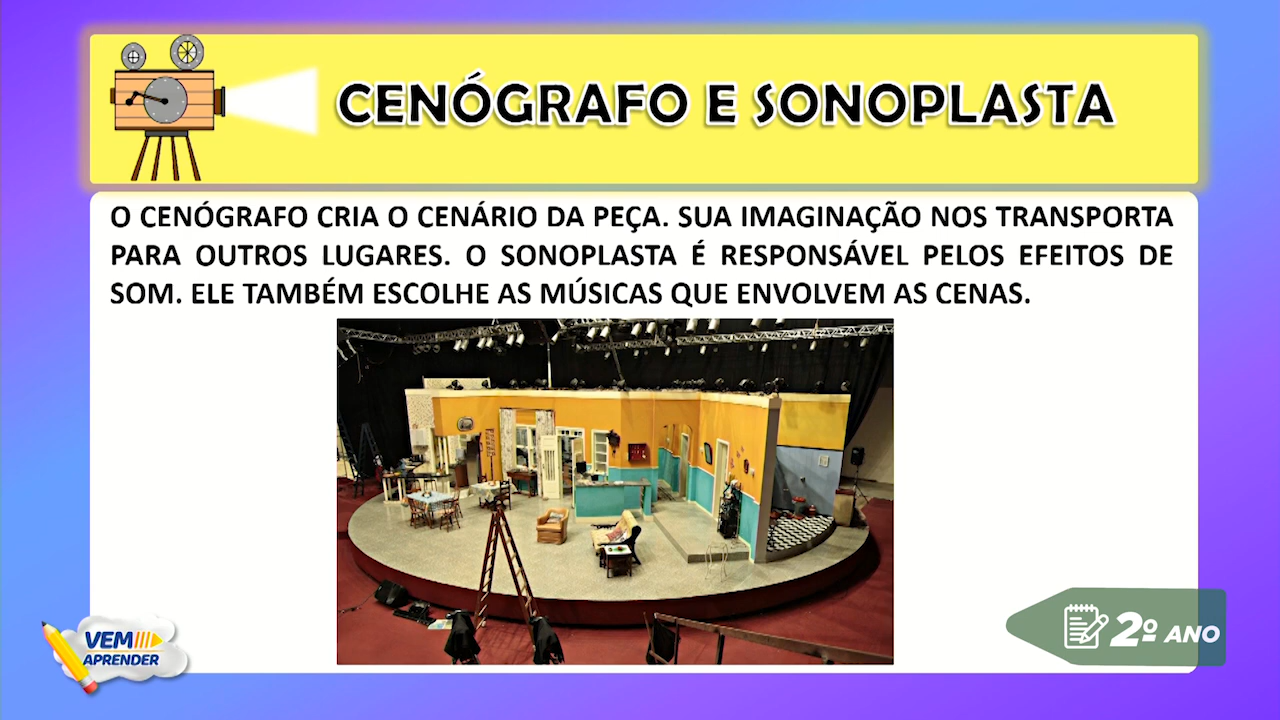 CENÓGRAFO E SONOPLASTA
O CENÓGRAFO CRIA O CENÁRIO DA PEÇA. SUA IMAGINAÇÃO NOS TRANSPORTA
PARA OUTROS LUGARES. O SONOPLASTA É RESPONSÁVEL PELOS EFEITOS DE
SOM. ELE TAMBÉM ESCOLHE AS MÚSICAS QUE ENVOLVEM AS CENAS.
VEM
APRENDER
2º ANO